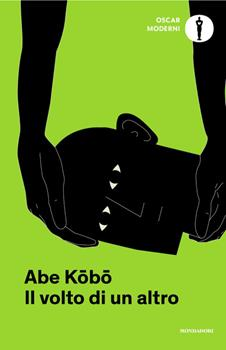 OSCAR
MODERNI
Abe Kōbō
Il volto di un altro
MONDADORI